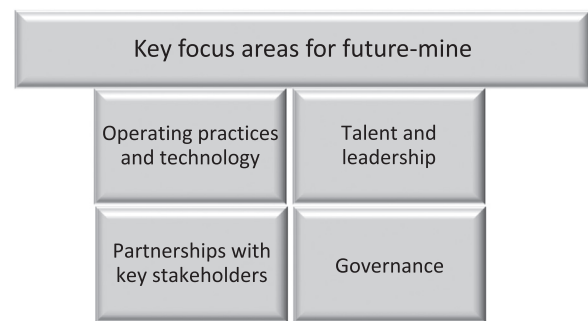 Key focus areas for future-mine
Operating practices
and technology
Talent and
leadership
Partnerships with
key stakeholders
Governance